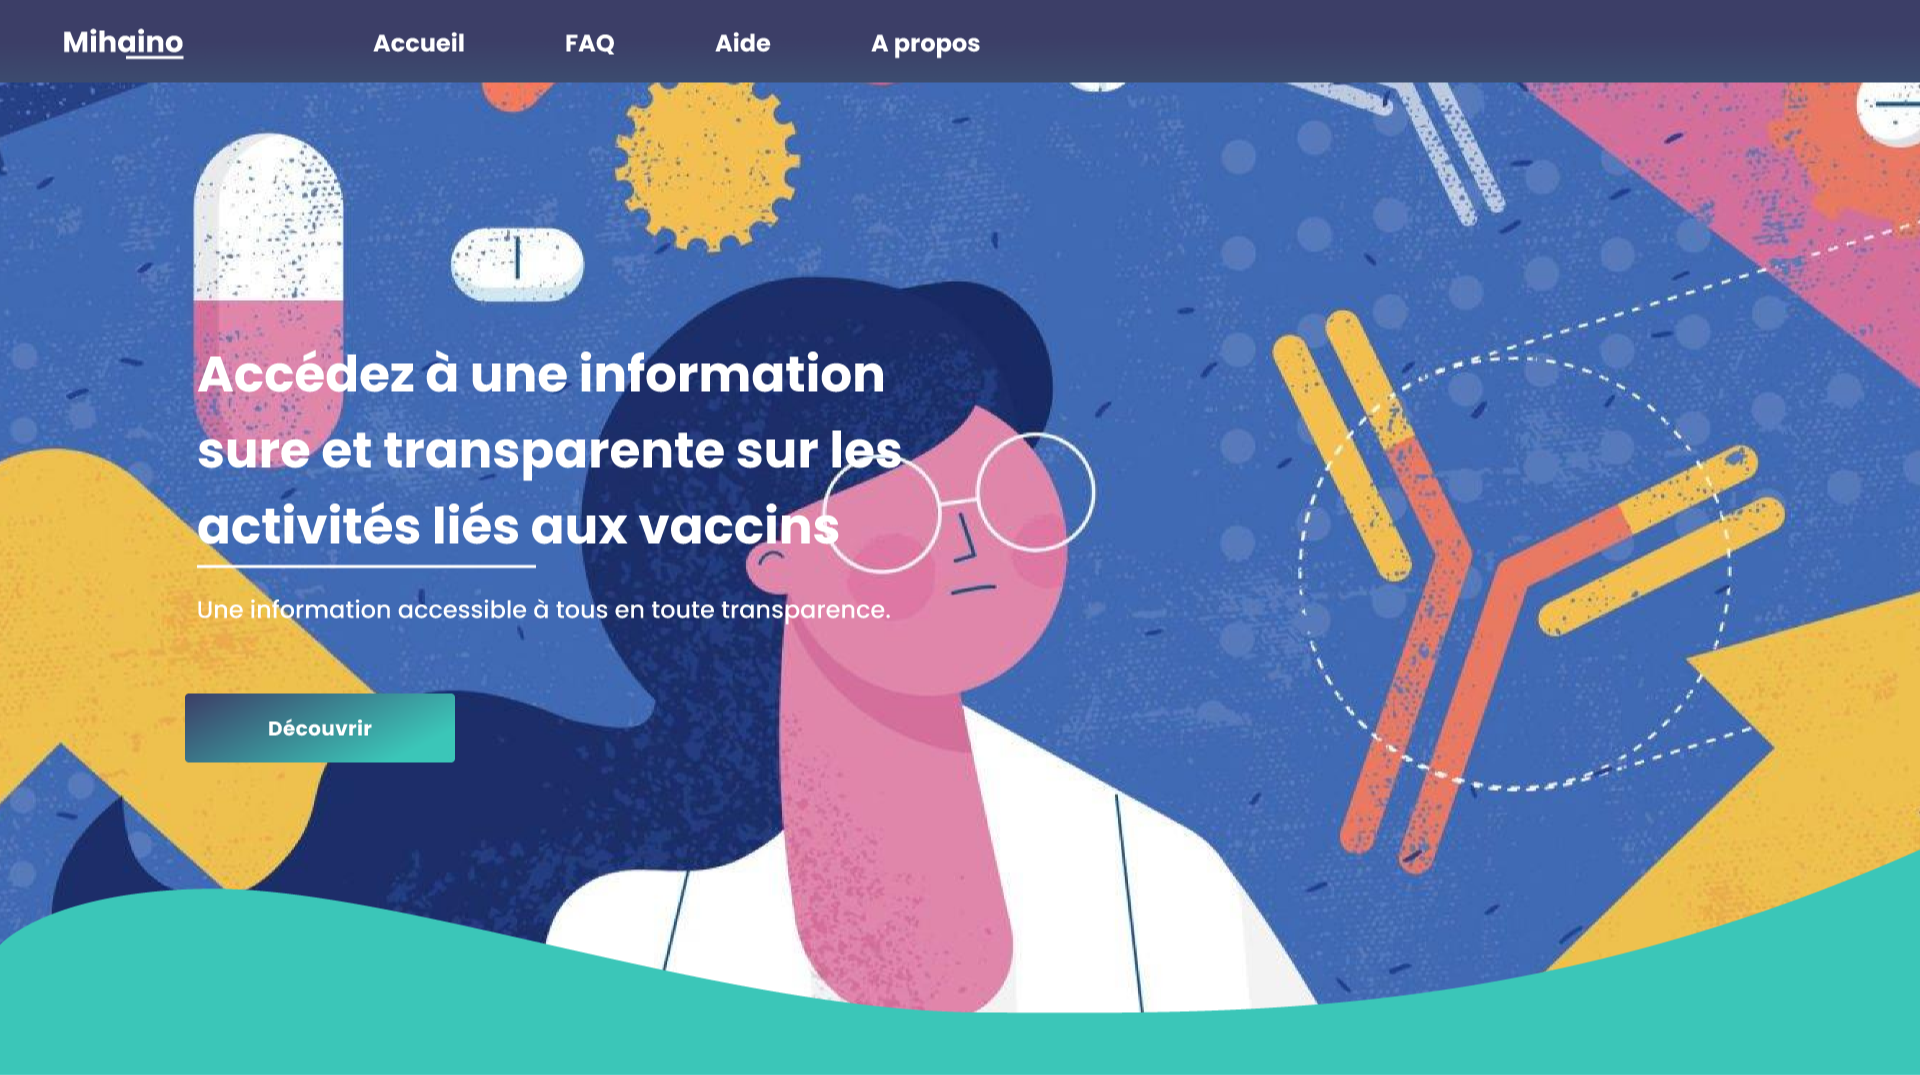 Mihaino
Accueil
FAQ
Aide
A propos
Accédez à une information
sure et transparente sur les
activités liés aux vaccins
Une information accessible à tous en toute transparence.
Découvrir